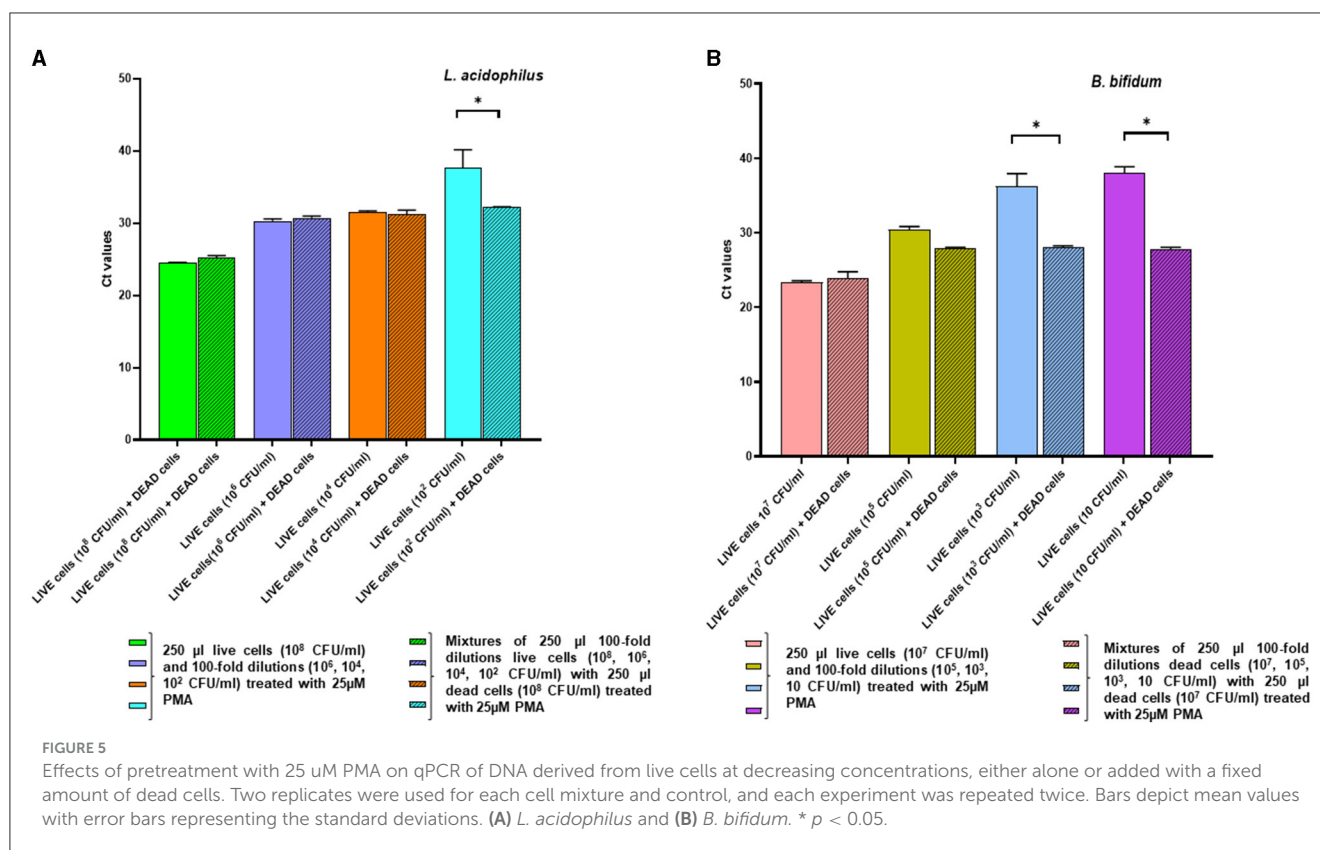 A
L. acidophilus
*
50
40
30
20
10
0
Ct values
LIVE cells (10⁸ CFU/ml) + DEAD cells
LIVE cells (10⁸ CFU/ml) + DEAD cells
LIVE cells (10⁶ CFU/ml)
LIVE cells(10⁶ CFU/ml) + DEAD cells
LIVE cells (10⁴ CFU/ml)
LIVE cells (10⁴ CFU/ml) + DEAD cells
LIVE cells (10² CFU/ml)
LIVE cells (10² CFU/ml) + DEAD cells
250 µl live cells (10⁸ CFU/ml)
and 100-fold dilutions (10⁶, 10⁴,
10² CFU/ml) treated with 25µM
PMA
Mixtures of 250 µl 100-fold
dilutions live cells (10⁸, 10⁶,
10⁴, 10² CFU/ml) with 250 µl
dead cells (10⁸ CFU/ml) treated
with 25µM PMA
B
B. bifidum
*
*
50
40
30
20
10
0
Ct values
LIVE cells 10⁷ CFU/ml
LIVE cells (10⁷ CFU/ml) + DEAD cells
LIVE cells (10⁵ CFU/ml)
LIVE cells (10⁵ CFU/ml) + DEAD cells
LIVE cells (10³ CFU/ml)
LIVE cells (10³ CFU/ml) + DEAD cells
LIVE cells (10 CFU/ml)
LIVE cells (10 CFU/ml) + DEAD cells
250 µl live cells (10⁷ CFU/ml)
and 100-fold dilutions (10⁵, 10³,
10 CFU/ml) treated with 25µM
PMA
Mixtures of 250 µl 100-fold
dilutions dead cells (10⁷, 10⁵,
10³, 10 CFU/ml) with 250 µl
dead cells (10⁷ CFU/ml) treated
with 25µM PMA
FIGURE 5
Effects of pretreatment with 25 uM PMA on qPCR of DNA derived from live cells at decreasing concentrations, either alone or added with a fixed
amount of dead cells. Two replicates were used for each cell mixture and control, and each experiment was repeated twice. Bars depict mean values
with error bars representing the standard deviations. (A) L. acidophilus and (B) B. bifidum. * p < 0.05.